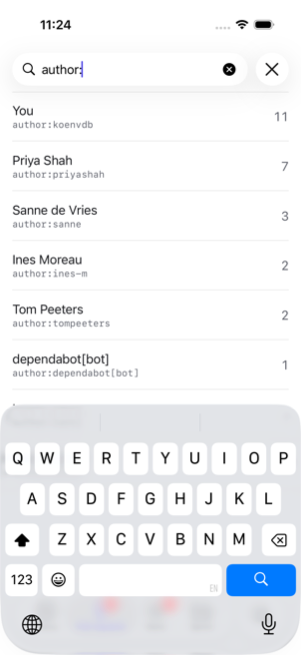 11:24
author:
You
11
author:koenvdb
Priya Shah
7
author:priyashah
Sanne de Vries
3
author:sanne
Ines Moreau
2
author:ines-m
Tom Peeters
2
author:tompeeters
dependabot[bot]
1
author:dependabot[bot]
Q W E R T Y U I O P
A S D F G H J K L
Z X C V B N M
123
EN